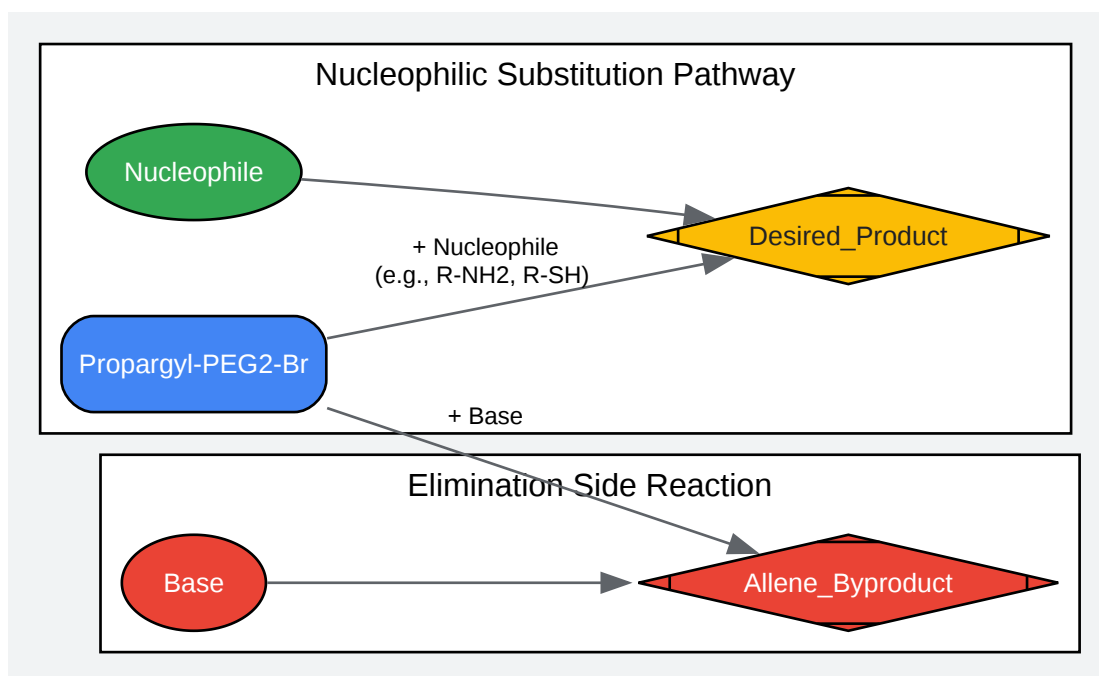 Nucleophilic Substitution Pathway
Nucleophile
Desired_Product
+ Nucleophile
(e.g., R-NH2, R-SH)
Propargyl-PEG2-Br
+ Base
Elimination Side Reaction
Base
Allene_Byproduct